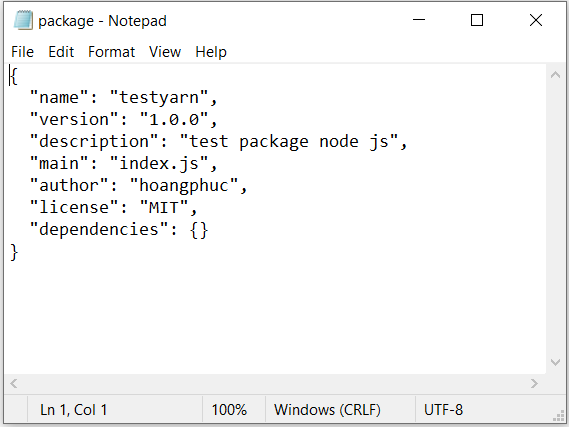 package - Notepad
File Edit Format View Help
{
  "name": "testyarn",
  "version": "1.0.0",
  "description": "test package node js",
  "main": "index.js",
  "author": "hoangphuc",
  "license": "MIT",
  "dependencies": {}
}
Ln 1, Col 1 100% Windows (CRLF) UTF-8